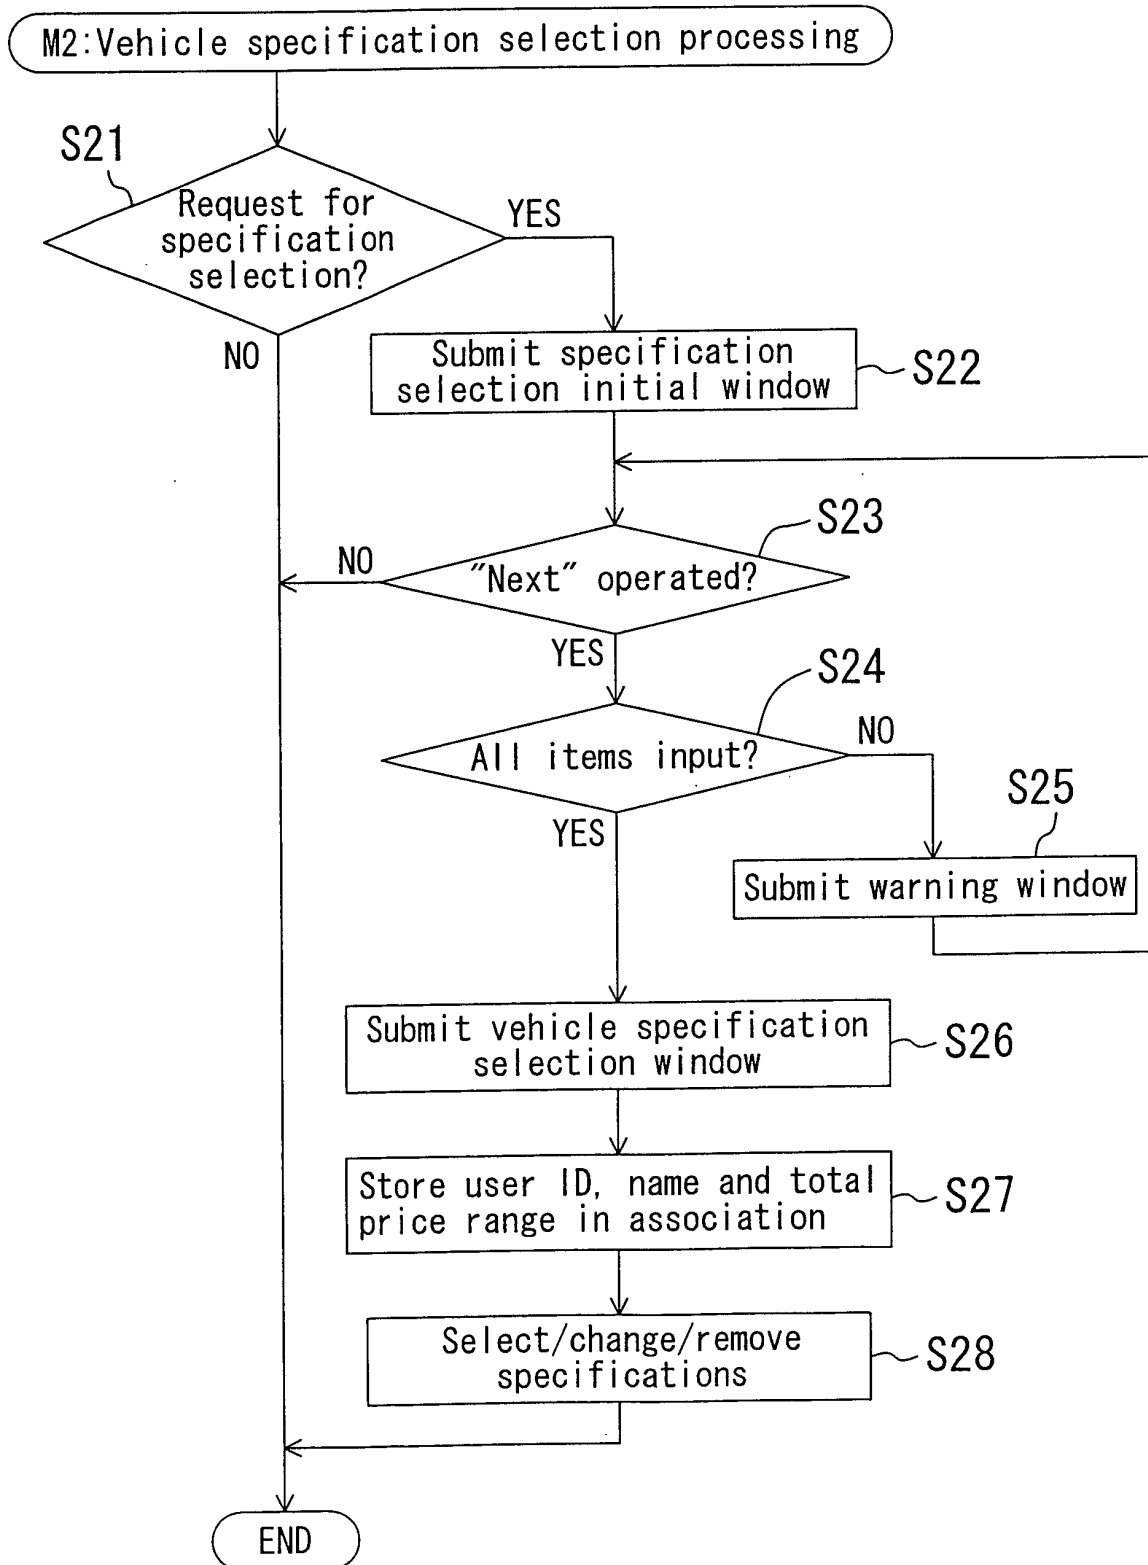 M2:Vehicle specification selection processing
S21
Request for
specification
selection?
YES
NO
Submit specification
selection initial window
S22
S23
NO
"Next" operated?
YES
S24
All items input?
NO
YES
S25
Submit warning window
Submit vehicle specification
selection window
S26
Store user ID, name and total
price range in association
S27
Select/change/remove
specifications
S28
END